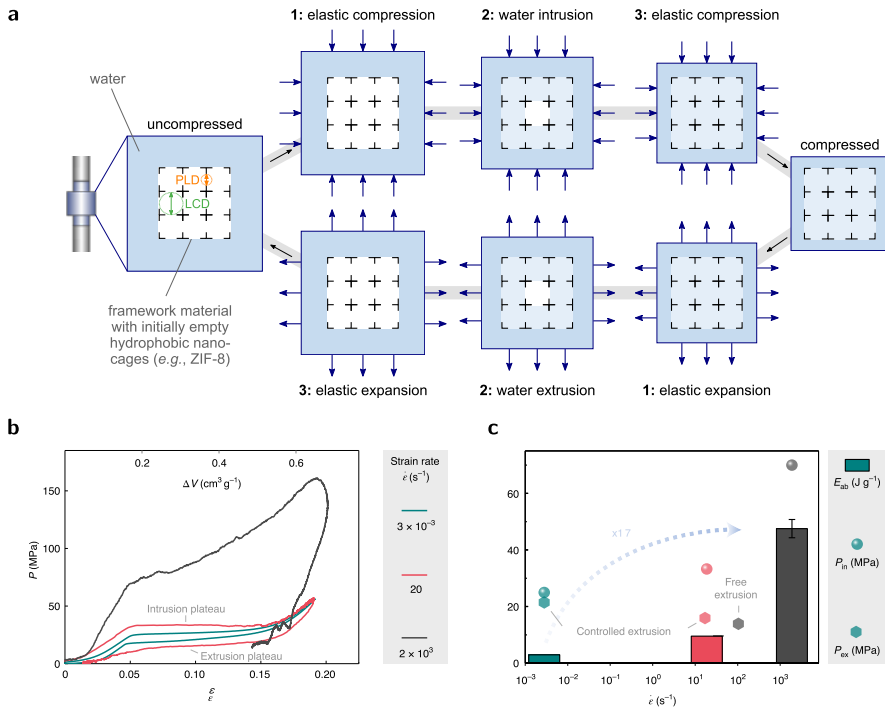 a
1: elastic compression
2: water intrusion
3: elastic compression
water
uncompressed
compressed
PLD
LCD
framework material
with initially empty
hydrophobic nano-
cages (e.g., ZIF-8)
3: elastic expansion
2: water extrusion
1: elastic expansion
b
0.2
0.4
0.6
ΔV (cm³ g⁻¹)
150
100
50
0
P (MPa)
Intrusion plateau
Extrusion plateau
0
0.05
0.10
0.15
0.20
ε
ε
Strain rate
ε̇ (s⁻¹)
3 × 10⁻³
20
2 × 10³
c
60
40
20
0
x17
Free
extrusion
Controlled extrusion
10⁻³
10⁻²
10⁻¹
10⁰
10¹
10²
10³
ε̇ (s⁻¹)
E_ab (J g⁻¹)
P_in (MPa)
P_ex (MPa)